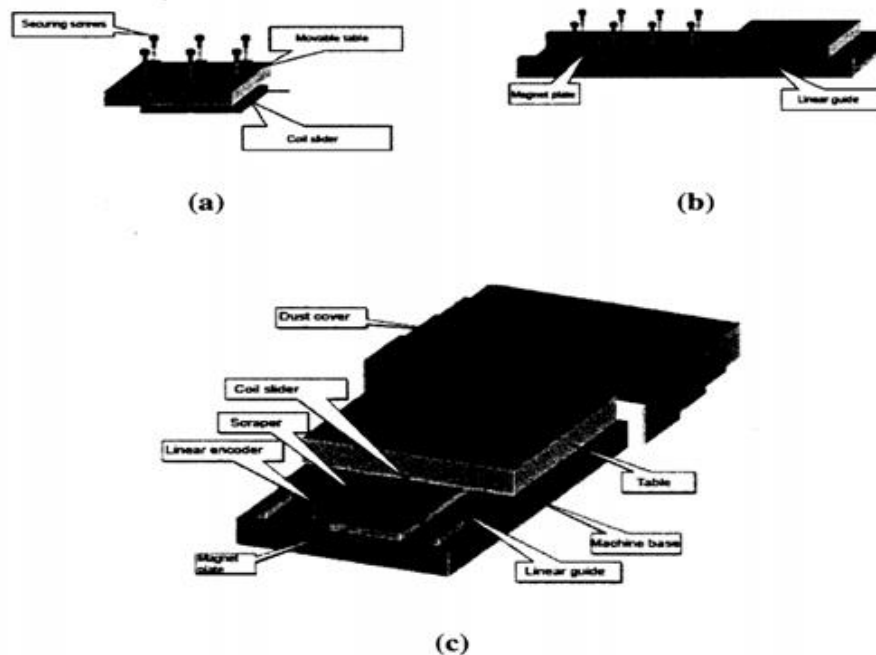 Securing screws
Movable table
Coil slider
(a)
Magnet plate
Linear guide
(b)
Dust cover
Coil slider
Scraper
Linear encoder
Table
Machine base
Magnet
plate
Linear guide
(c)